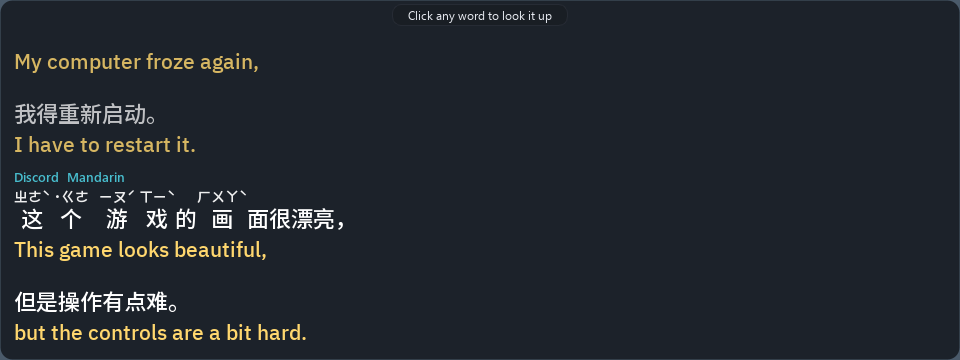 Click any word to look it up
My computer froze again,
我得重新启动。
I have to restart it.
Discord Mandarin
ㄓㄜˋ ˙ㄍㄜ ㄧㄡˊ ㄒㄧˋ ㄏㄨㄚˋ
这个游戏的画面很漂亮，
This game looks beautiful,
但是操作有点难。
but the controls are a bit hard.